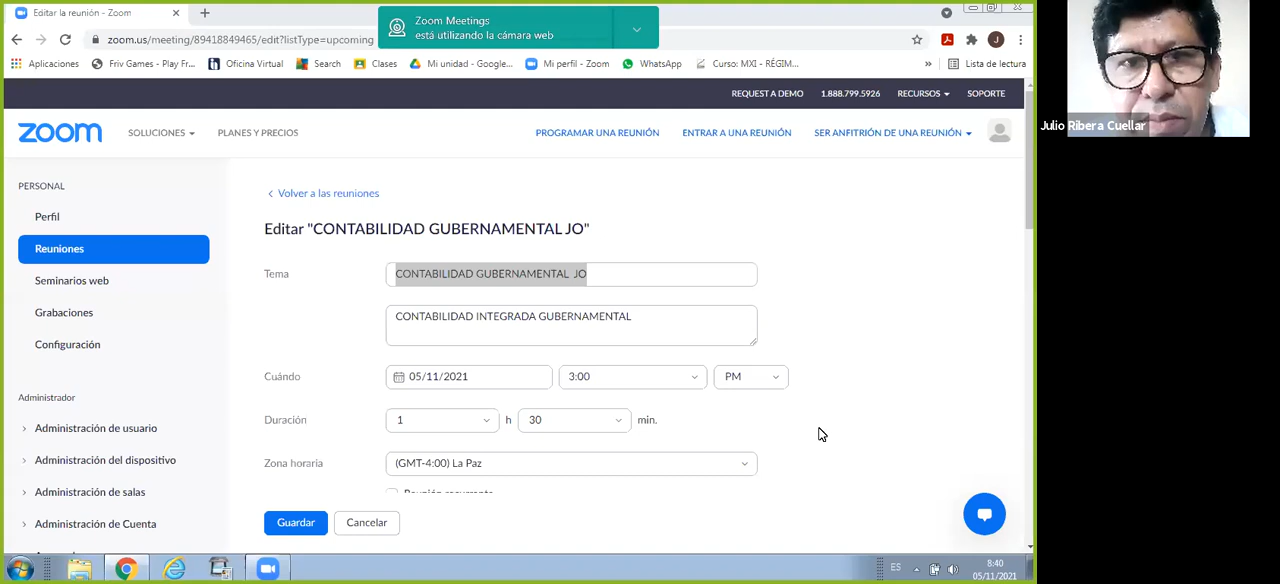 Editar la reunión - Zoom
Zoom Meetings
está utilizando la cámara web
zoom.us/meeting/89418849465/edit?listType=upcoming
Aplicaciones
Friv Games - Play Fr...
Oficina Virtual
Search
Clases
Mi unidad - Google...
Mi perfil - Zoom
WhatsApp
Curso: MXI - RÉGIM...
»
Lista de lectura
REQUEST A DEMO
1.888.799.5926
RECURSOS
SOPORTE
zoom
SOLUCIONES
PLANES Y PRECIOS
PROGRAMAR UNA REUNIÓN
ENTRAR A UNA REUNIÓN
SER ANFITRIÓN DE UNA REUNIÓN
Julio Ribera Cuellar
J
PERSONAL
Perfil
Reuniones
Seminarios web
Grabaciones
Configuración
Administrador
Administración de usuario
Administración del dispositivo
Administración de salas
Administración de Cuenta
Volver a las reuniones
Editar "CONTABILIDAD GUBERNAMENTAL JO"
Tema
CONTABILIDAD GUBERNAMENTAL JO
CONTABILIDAD INTEGRADA GUBERNAMENTAL
Cuándo
05/11/2021
3:00
PM
Duración
1
h
30
min.
Zona horaria
(GMT-4:00) La Paz
Reunión recurrente
Guardar
Cancelar
ES
8:40
05/11/2021